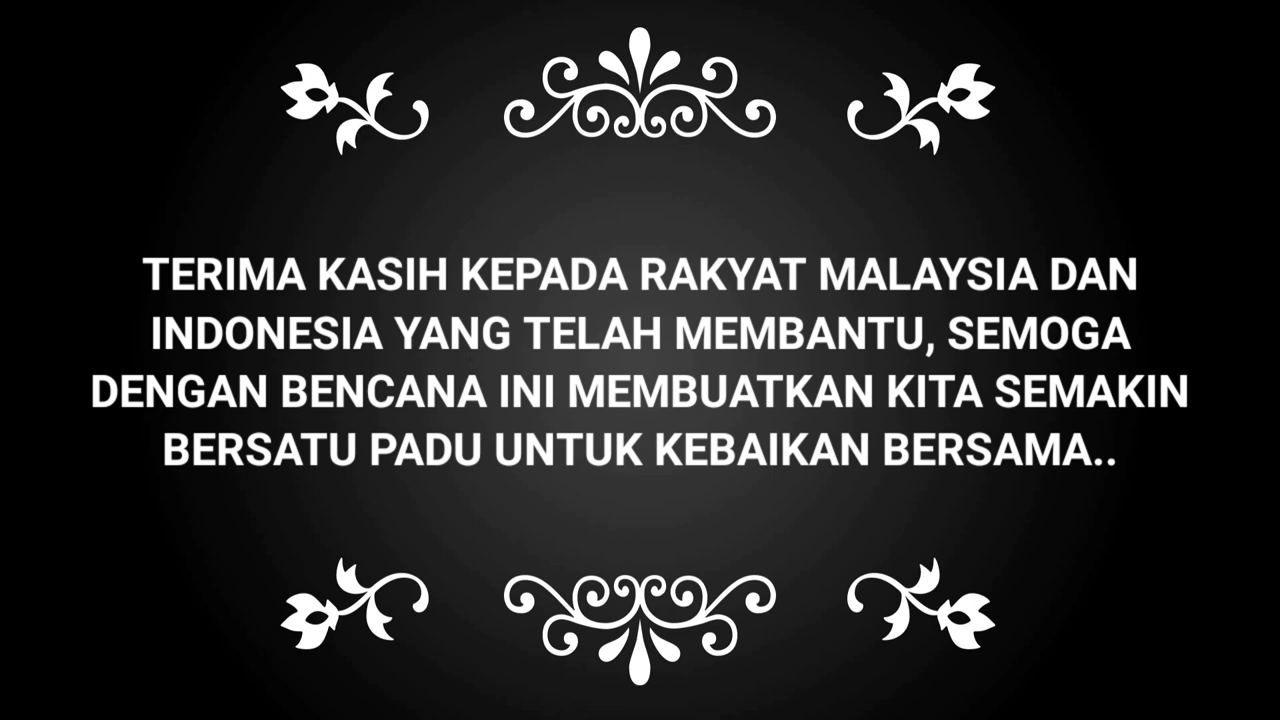 TERIMA KASIH KEPADA RAKYAT MALAYSIA DAN
INDONESIA YANG TELAH MEMBANTU, SEMOGA
DENGAN BENCANA INI MEMBUATKAN KITA SEMAKIN
BERSATU PADU UNTUK KEBAIKAN BERSAMA..